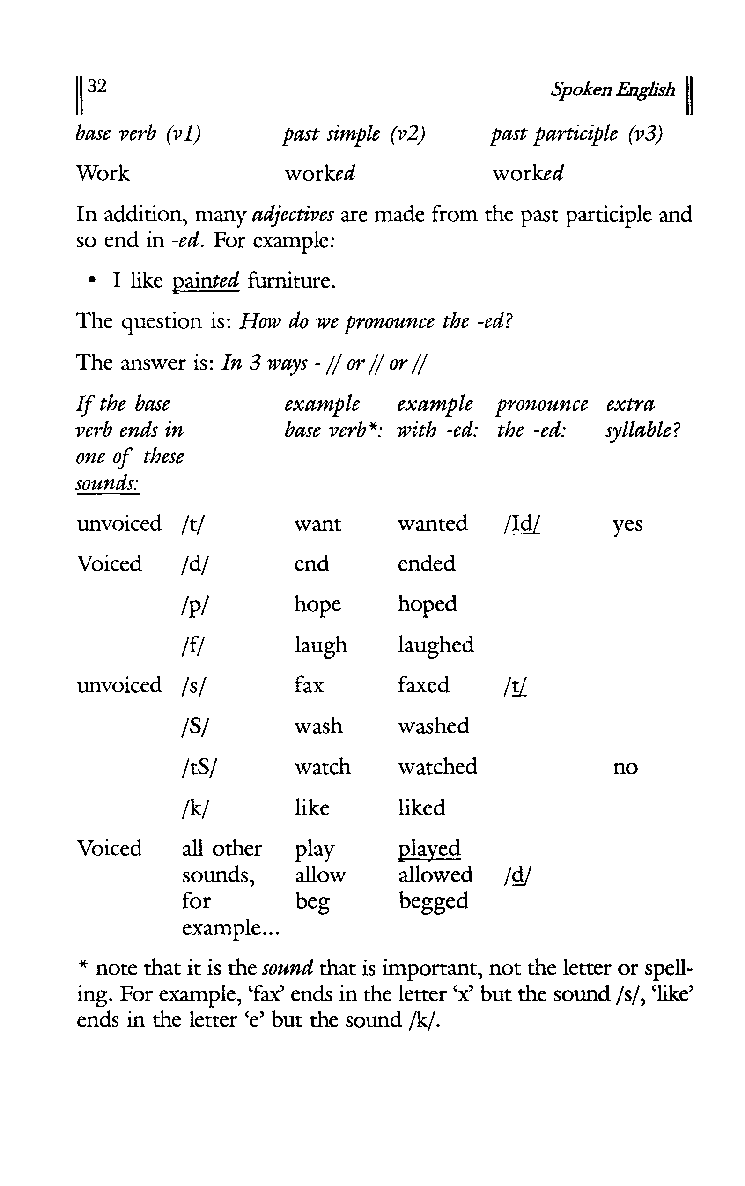 32 Spoken English
base verb (v1) past simple (v2) past participle (v3)
Work worked worked
In addition, many adjectives are made from the past participle and
so end in -ed. For example:
• I like painted furniture.
The question is: How do we pronounce the -ed?
The answer is: In 3 ways - // or // or //
If the base example example pronounce extra
verb ends in base verb*: with -ed: the -ed: syllable?
one of these
sounds:
unvoiced /t/ want wanted /Id/ yes
Voiced /d/ end ended
/p/ hope hoped
/f/ laugh laughed
unvoiced /s/ fax faxed /t/
/S/ wash washed
/tS/ watch watched no
/k/ like liked
Voiced all other play played
sounds, allow allowed /d/
for beg begged
example...
* note that it is the sound that is important, not the letter or spell-
ing. For example, ‘fax’ ends in the letter ‘x’ but the sound /s/, ‘like’
ends in the letter ‘e’ but the sound /k/.